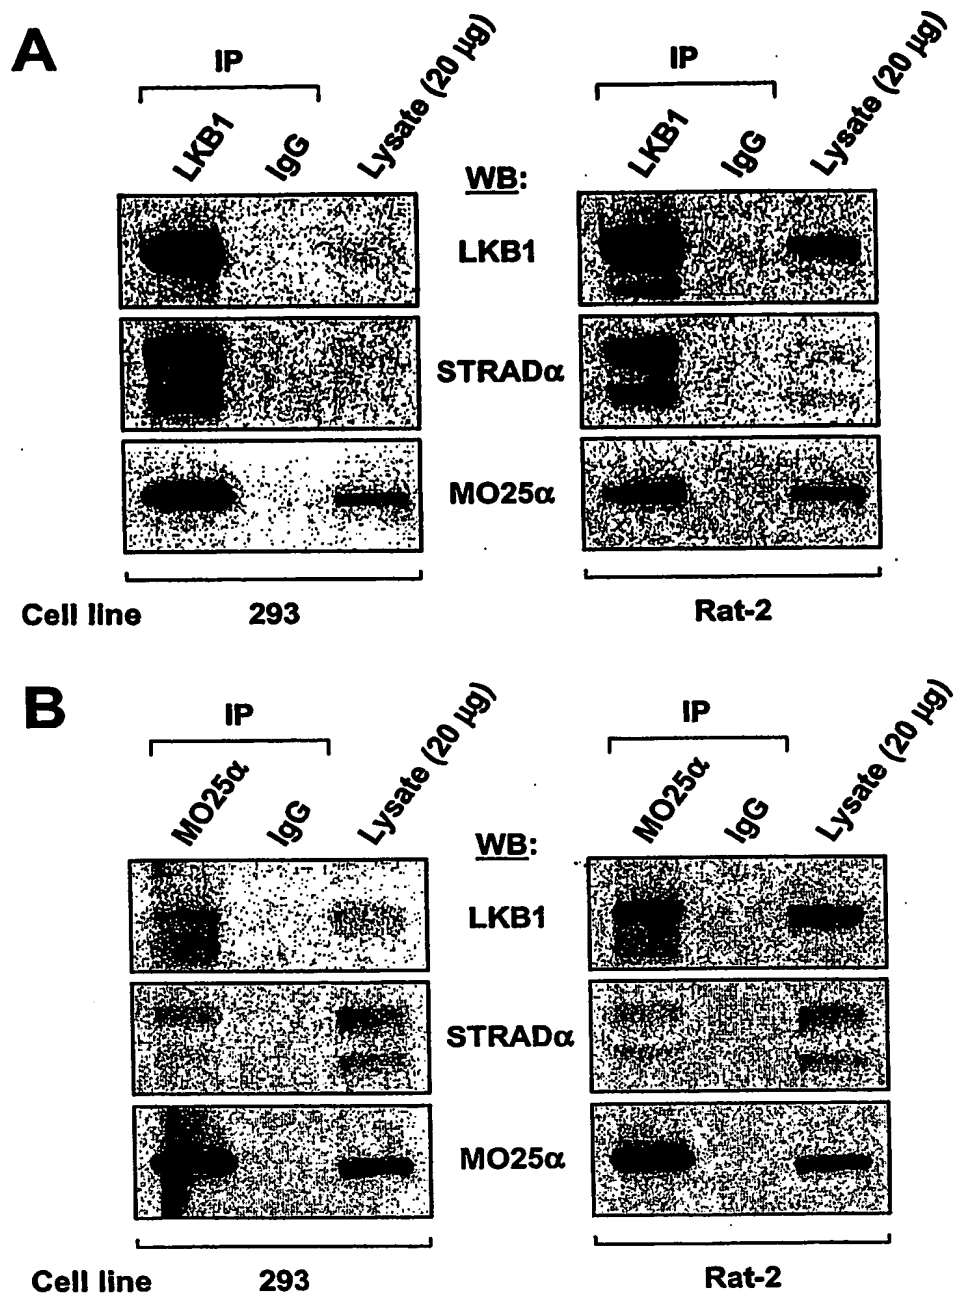 A
IP
LKB1 IgG Lysate (20 µg)
IP
LKB1 IgG Lysate (20 µg)
WB:
LKB1
STRADα
MO25α
Cell line 293 Rat-2
B
IP
MO25α IgG Lysate (20 µg)
IP
MO25α IgG Lysate (20 µg)
WB:
LKB1
STRADα
MO25α
Cell line 293 Rat-2